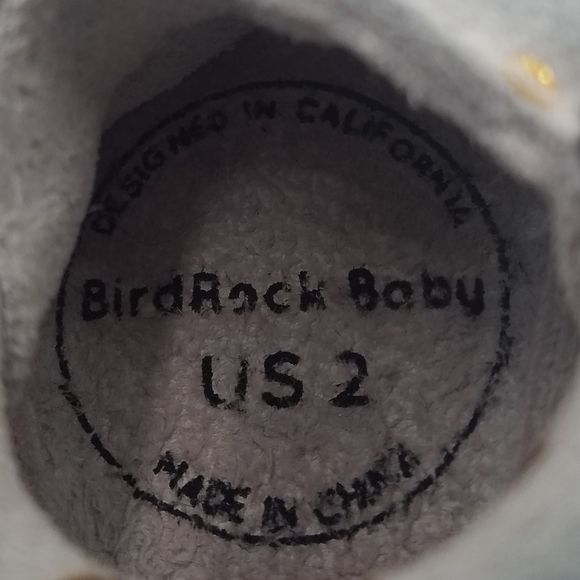 DESIGNED IN CALIFORNIA
BirdRock Baby
US 2
MADE IN CHINA